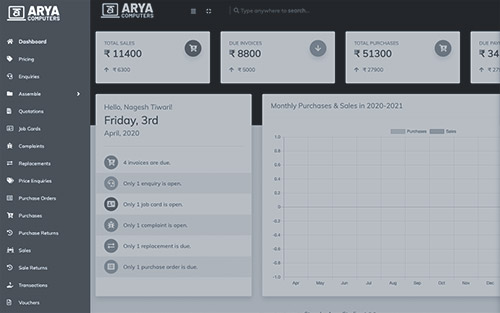 ARYA
COMPUTERS
Dashboard
Pricing
Enquiries
Assemble
Quotations
Job Cards
Complaints
Replacements
Price Enquiries
Purchase Orders
Purchases
Purchase Returns
Sales
Sale Returns
Transactions
Vouchers
ARYA
COMPUTERS
Type anywhere to search...
TOTAL SALES
₹ 11400
₹ 6300
DUE INVOICES
₹ 8800
₹ 5000
TOTAL PURCHASES
₹ 51300
₹ 27900
DUE PAY
₹ 34
₹ 279
Hello, Nagesh Tiwari!
Friday, 3rd
April, 2020
4 invoices are due.
Only 1 enquiry is open.
Only 1 job card is open.
Only 1 complaint is open.
Only 1 replacement is due.
Only 1 purchase order is due.
Monthly Purchases & Sales in 2020-2021
Purchases Sales
1.0
0.8
0.6
0.4
0.2
0
-0.2
-0.4
-0.6
-0.8
-1.0
Apr May Jun Jul Aug Sep Oct Nov Dec